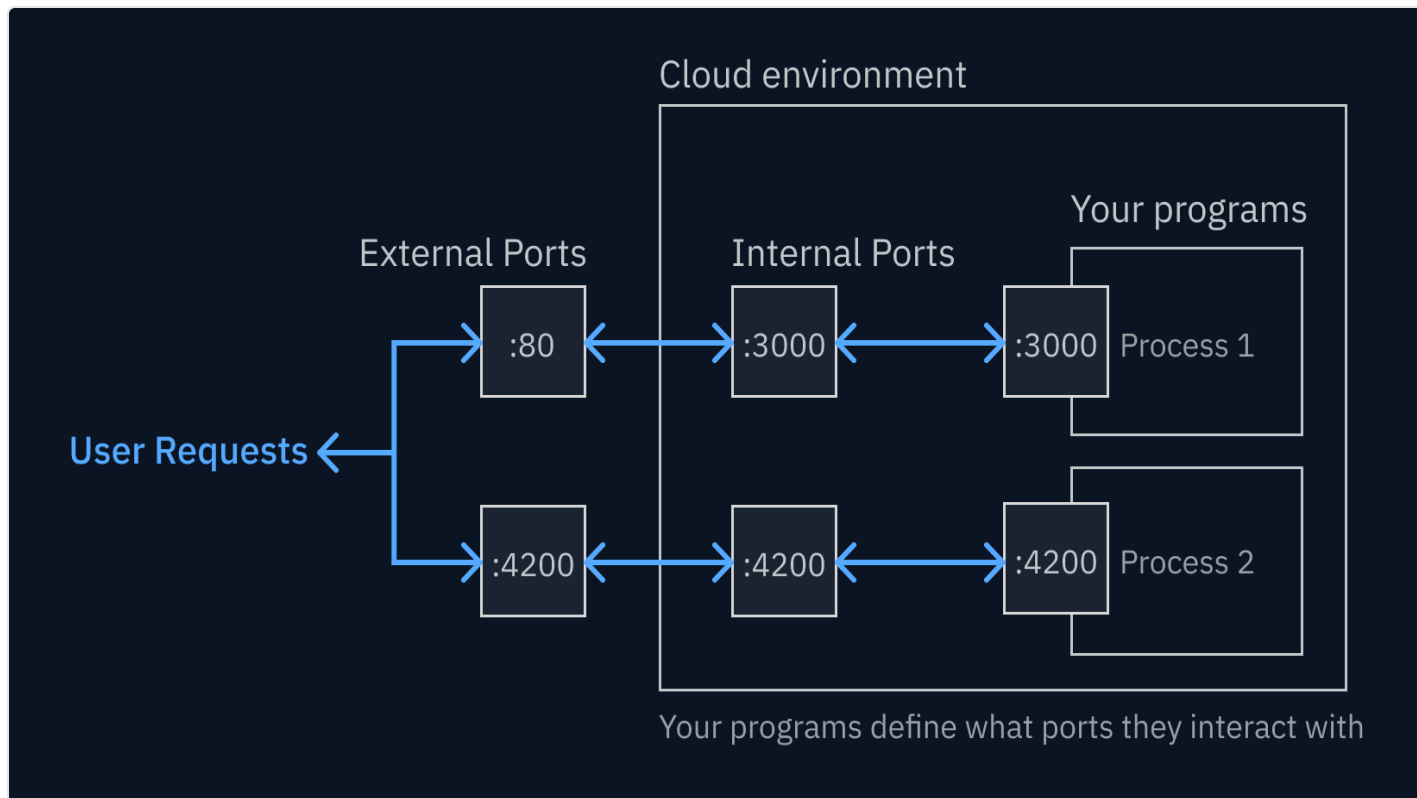 Cloud environment
Your programs
External Ports
Internal Ports
:80
:3000
:3000
Process 1
User Requests
:4200
:4200
:4200
Process 2
Your programs define what ports they interact with